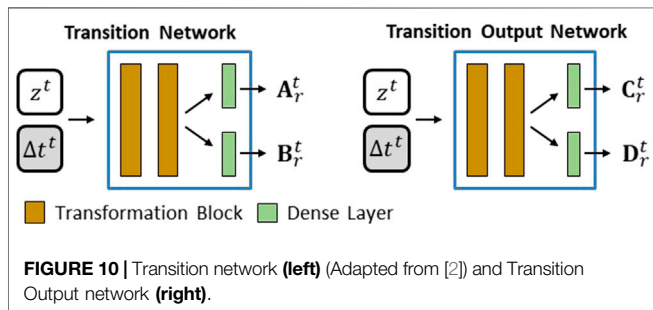 Transition Network
Transition Output Network
z^t
Δt^t
A_r^t
B_r^t
z^t
Δt^t
C_r^t
D_r^t
Transformation Block
Dense Layer
FIGURE 10 | Transition network (left) (Adapted from [2]) and Transition
Output network (right).